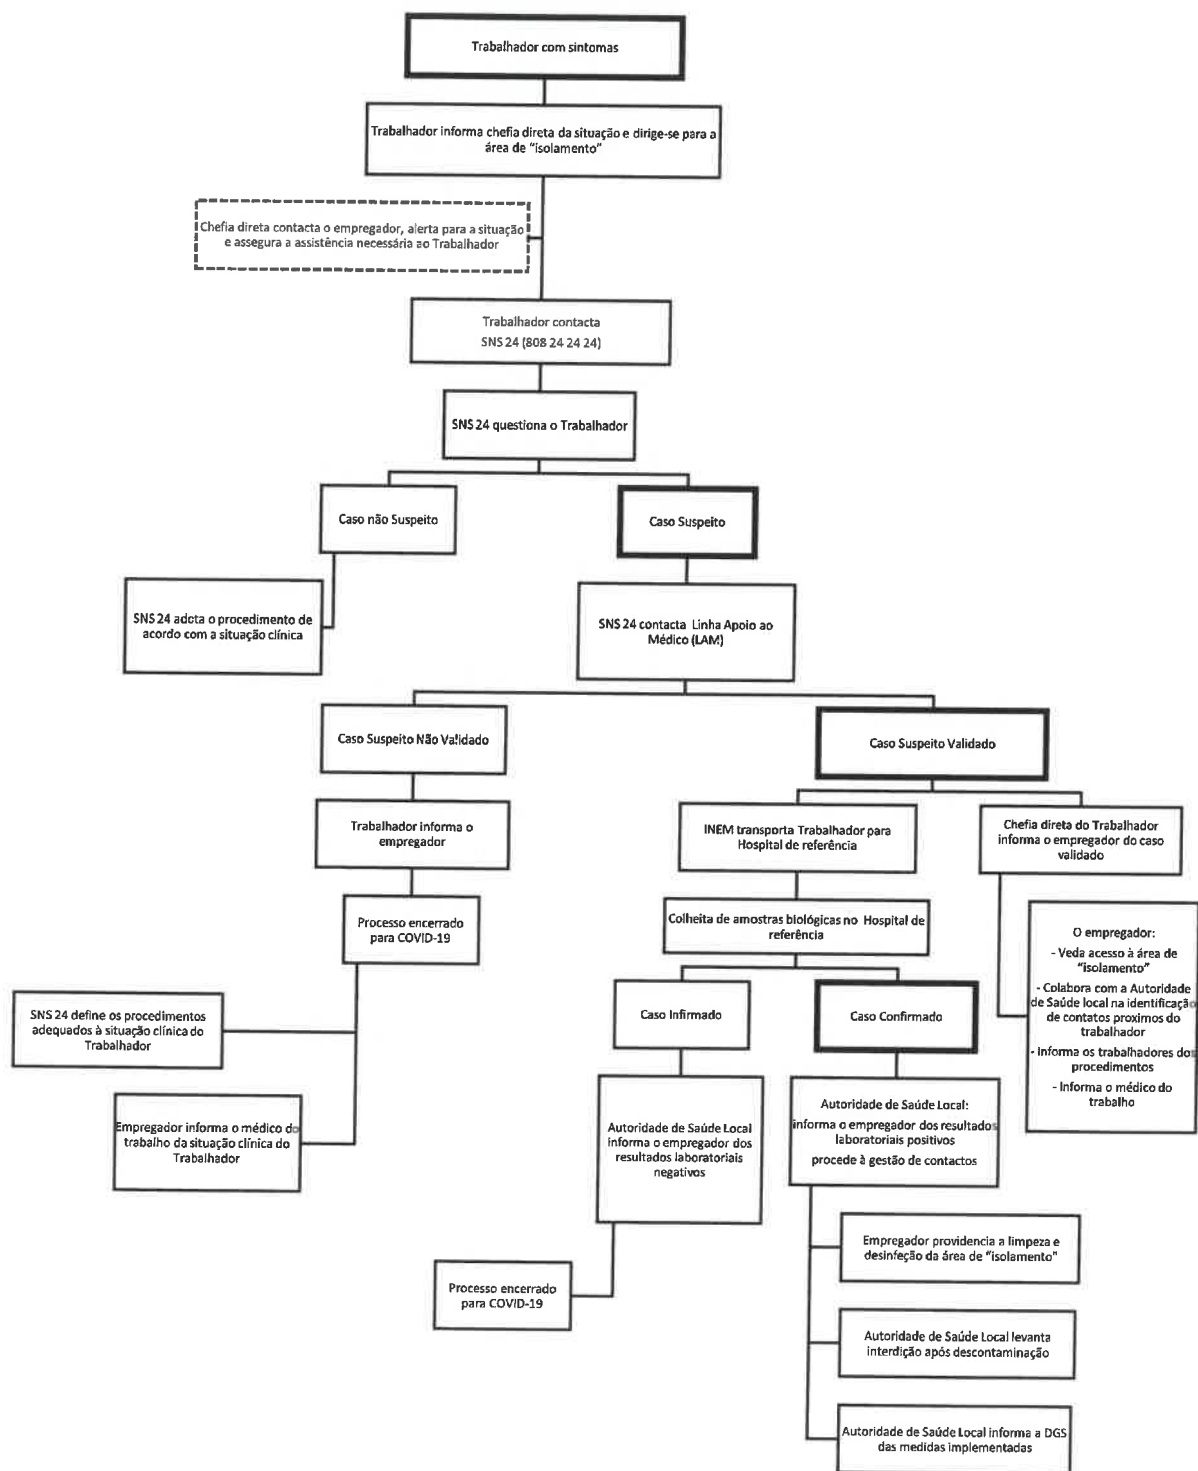 Trabalhador com sintomas
Trabalhador informa chefia direta da situação e dirige-se para a
área de “isolamento”
Chefia direta contacta o empregador, alerta para a situação
e assegura a assistência necessária ao Trabalhador
Trabalhador contacta
SNS 24 (808 24 24 24)
SNS 24 questiona o Trabalhador
Caso não Suspeito
Caso Suspeito
SNS 24 adota o procedimento de
acordo com a situação clínica
SNS 24 contacta Linha Apoio ao
Médico (LAM)
Caso Suspeito Não Validado
Caso Suspeito Validado
Trabalhador informa o
empregador
INEM transporta Trabalhador para
Hospital de referência
Chefia direta do Trabalhador
informa o empregador do caso
validado
Processo encerrado
para COVID-19
Colheita de amostras biológicas no Hospital de
referência
O empregador:
- Veda acesso à área de
“isolamento”
- Colabora com a Autoridade
de Saúde local na identificação
de contatos proximos do
trabalhador
- Informa os trabalhadores dos
procedimentos
- Informa o médico do
trabalho
SNS 24 define os procedimentos
adequados à situação clínica do
Trabalhador
Caso Infirmado
Caso Confirmado
Empregador informa o médico do
trabalho da situação clínica do
Trabalhador
Autoridade de Saúde Local
informa o empregador dos
resultados laboratoriais
negativos
Autoridade de Saúde Local:
informa o empregador dos resultados
laboratoriais positivos
procede à gestão de contactos
Processo encerrado
para COVID-19
Empregador providencia a limpeza e
desinfeção da área de “isolamento”
Autoridade de Saúde Local levanta
interdição após descontaminação
Autoridade de Saúde Local informa a DGS
das medidas implementadas